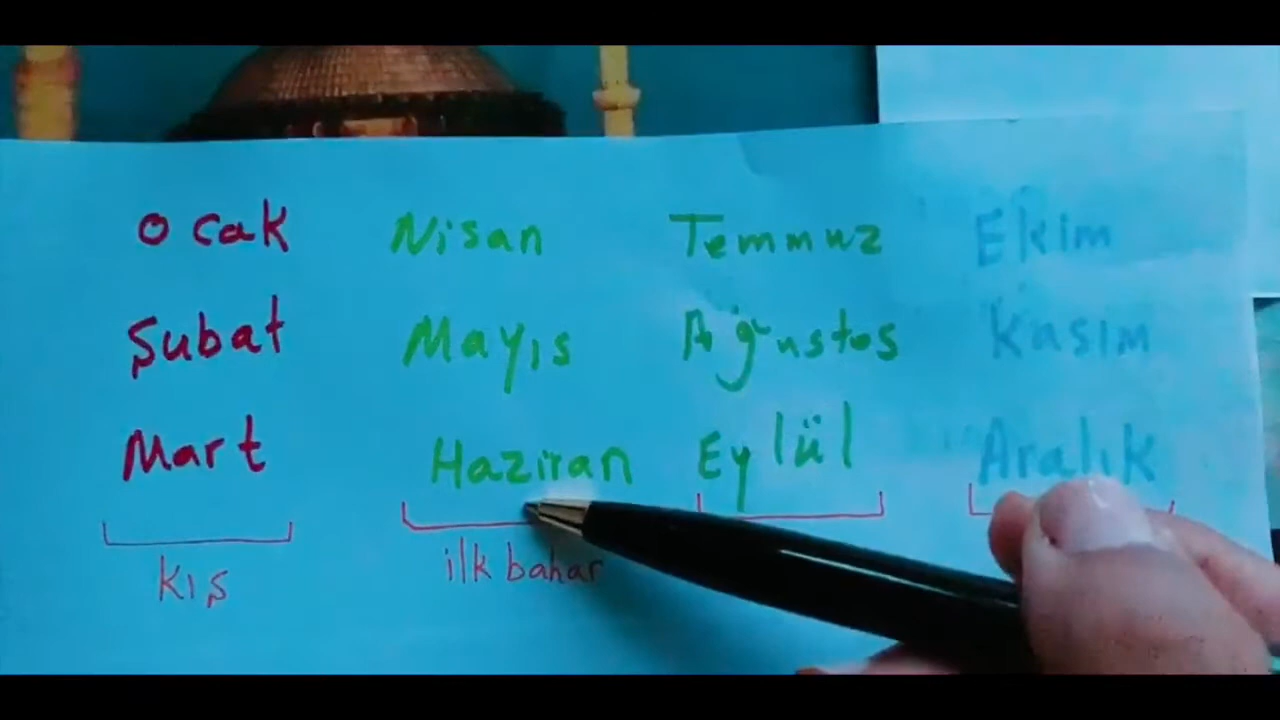 Ocak Nisan Temmuz Ekim
Şubat Mayıs Ağustos Kasım
Mart Haziran Eylül Aralık
kış ilk bahar